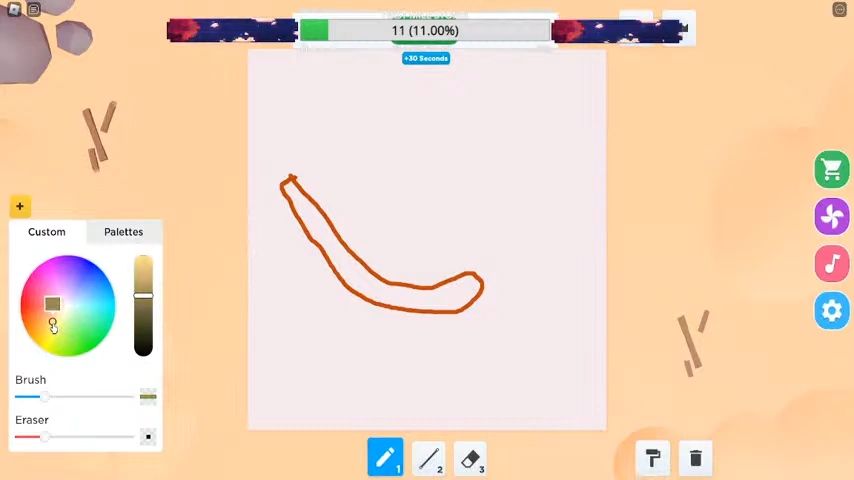 11 (11.00%)
+30 Seconds
+
Custom Palettes
Brush
Eraser
1
2
3